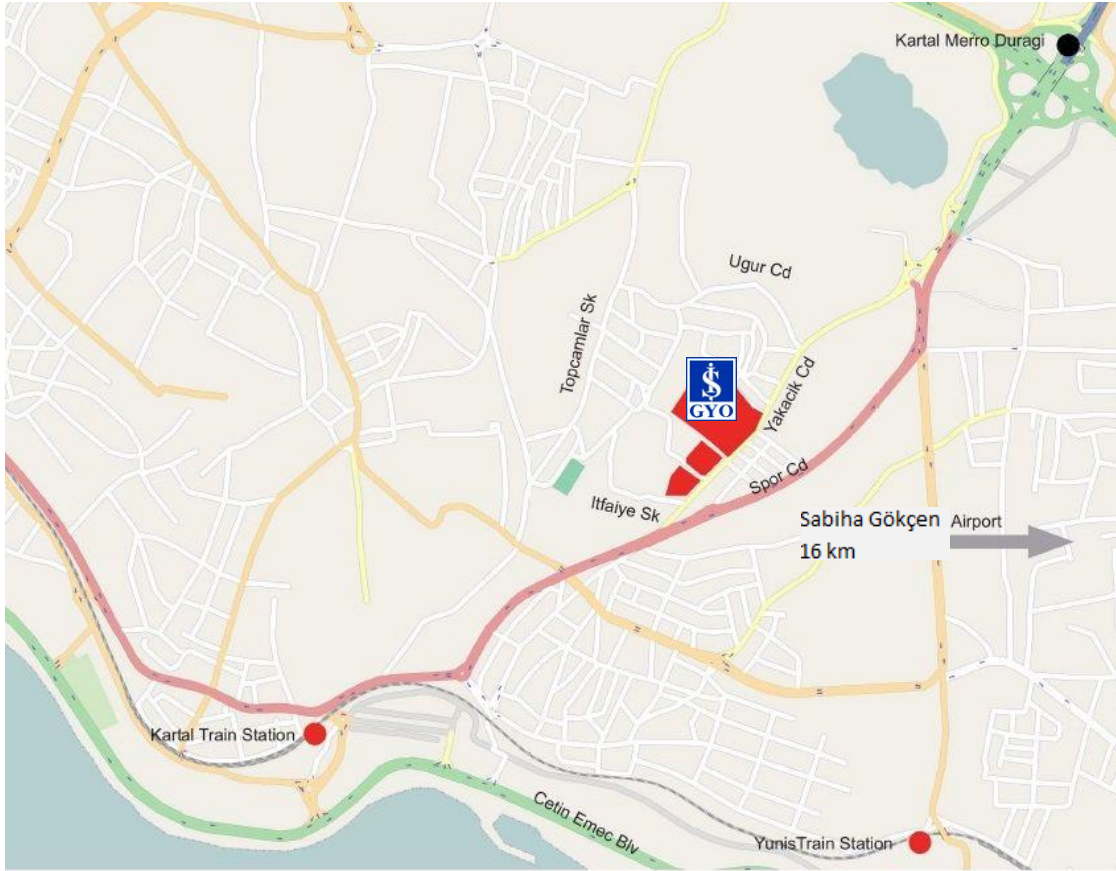 Kartal Merro Duragi
Ugur Cd
Topcamlar Sk
İŞ
GYO
Yakacik Cd
Spor Cd
Itfaiye Sk
Sabiha Gökçen Airport
16 km
Kartal Train Station
Cetin Emec Blv
YunisTrain Station